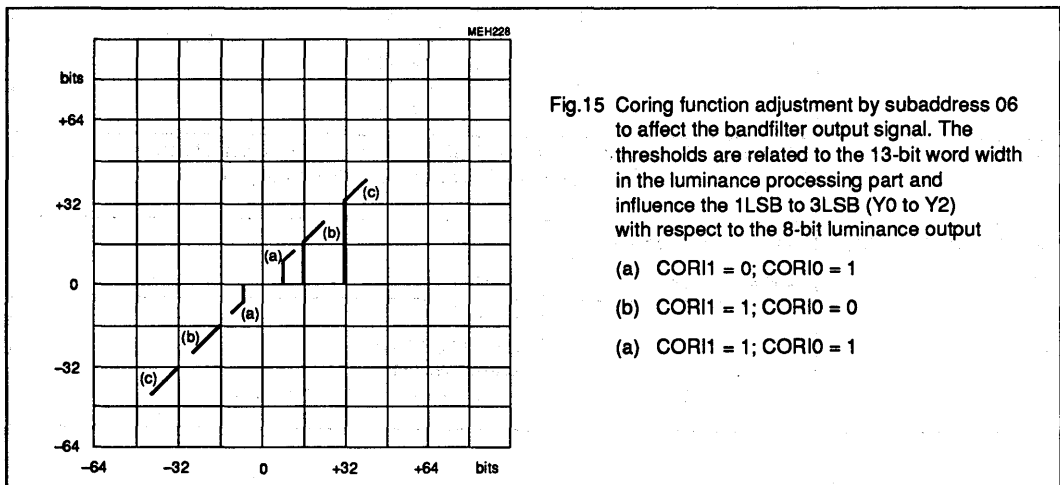 MEH228
bits
+64
+32
0
−32
−64
−64
−32
0
+32
+64
bits
(c)
(b)
(a)
(a)
(b)
(c)
Fig.15 Coring function adjustment by subaddress 06
to affect the bandfilter output signal. The
thresholds are related to the 13-bit word width
in the luminance processing part and
influence the 1LSB to 3LSB (Y0 to Y2)
with respect to the 8-bit luminance output
(a) CORI1 = 0; CORI0 = 1
(b) CORI1 = 1; CORI0 = 0
(a) CORI1 = 1; CORI0 = 1